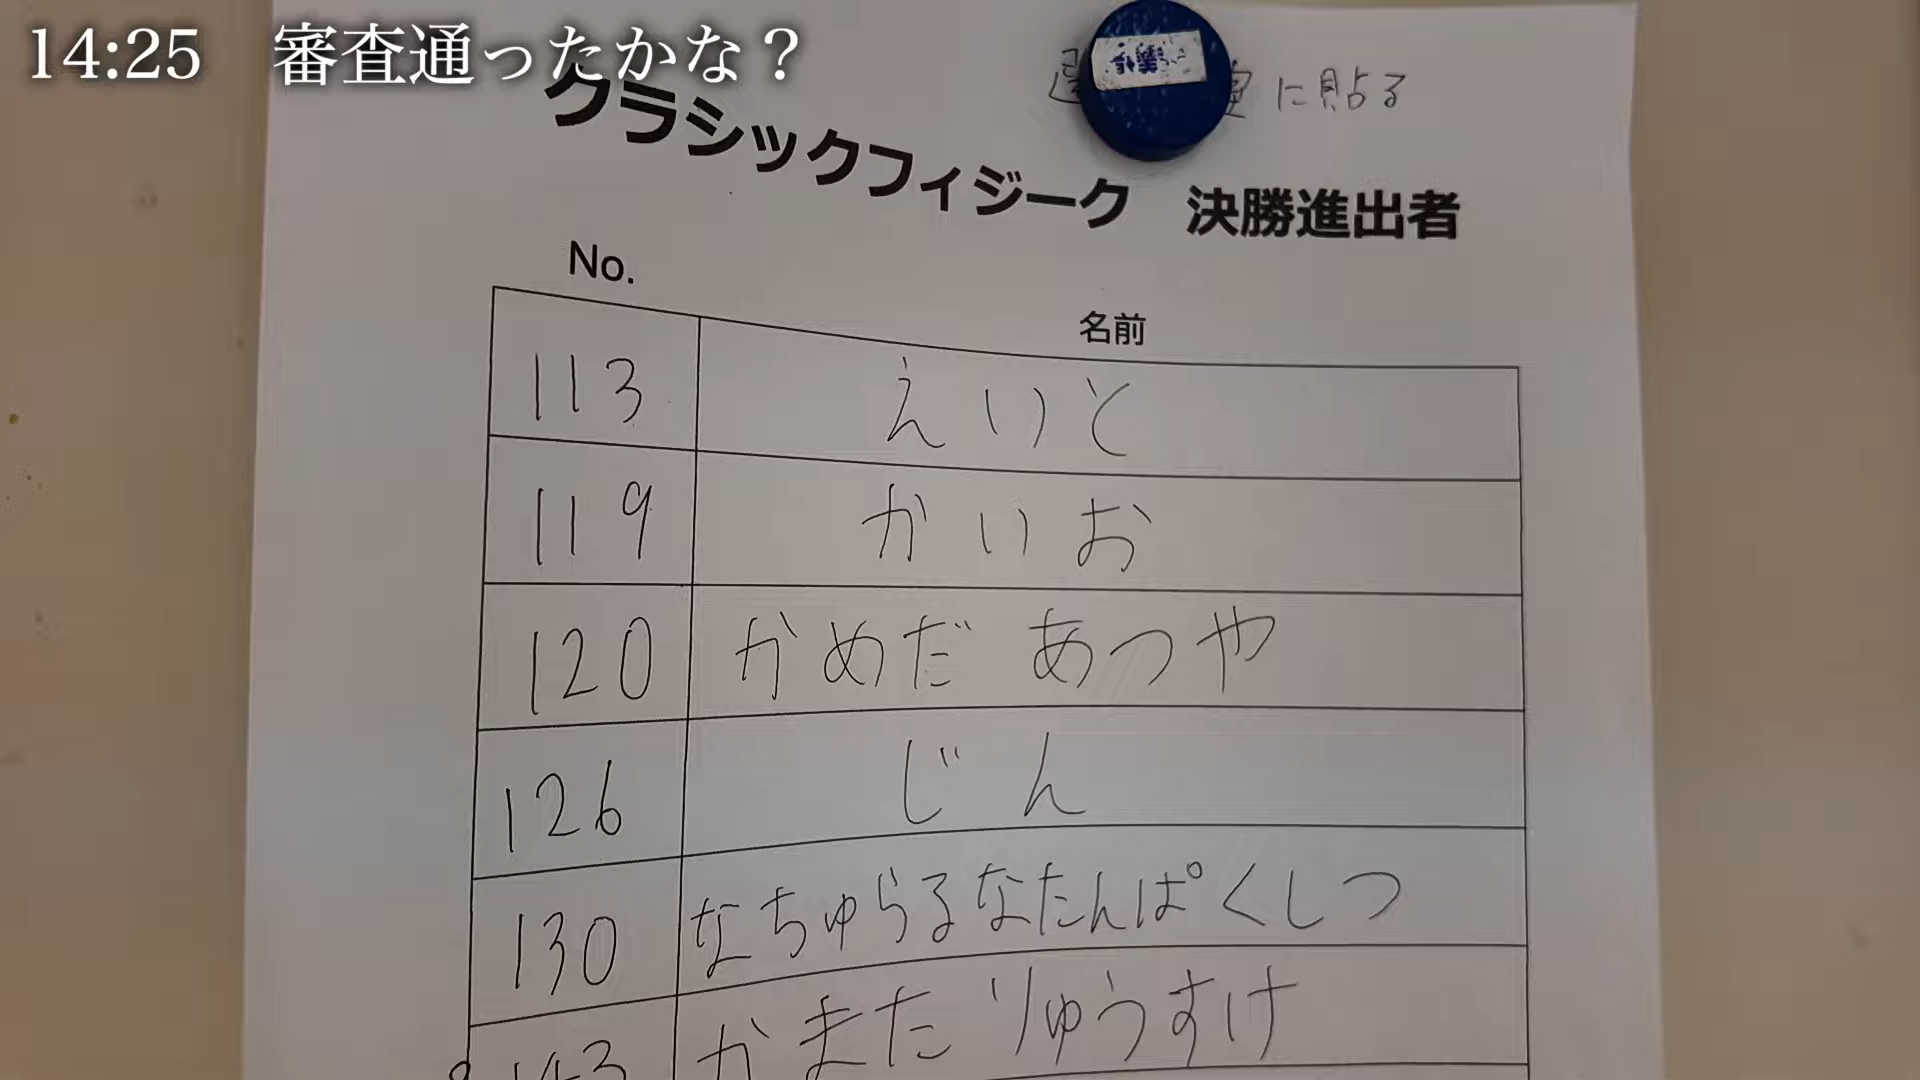 14:25 審査通ったかな？
に貼る
クラシックフィジーク 決勝進出者
No. 名前
113 えいと
119 かいお
120 かめだ あつや
126 じん
130 なちゅらるなたんぱくしつ
かまた りゅうすけ